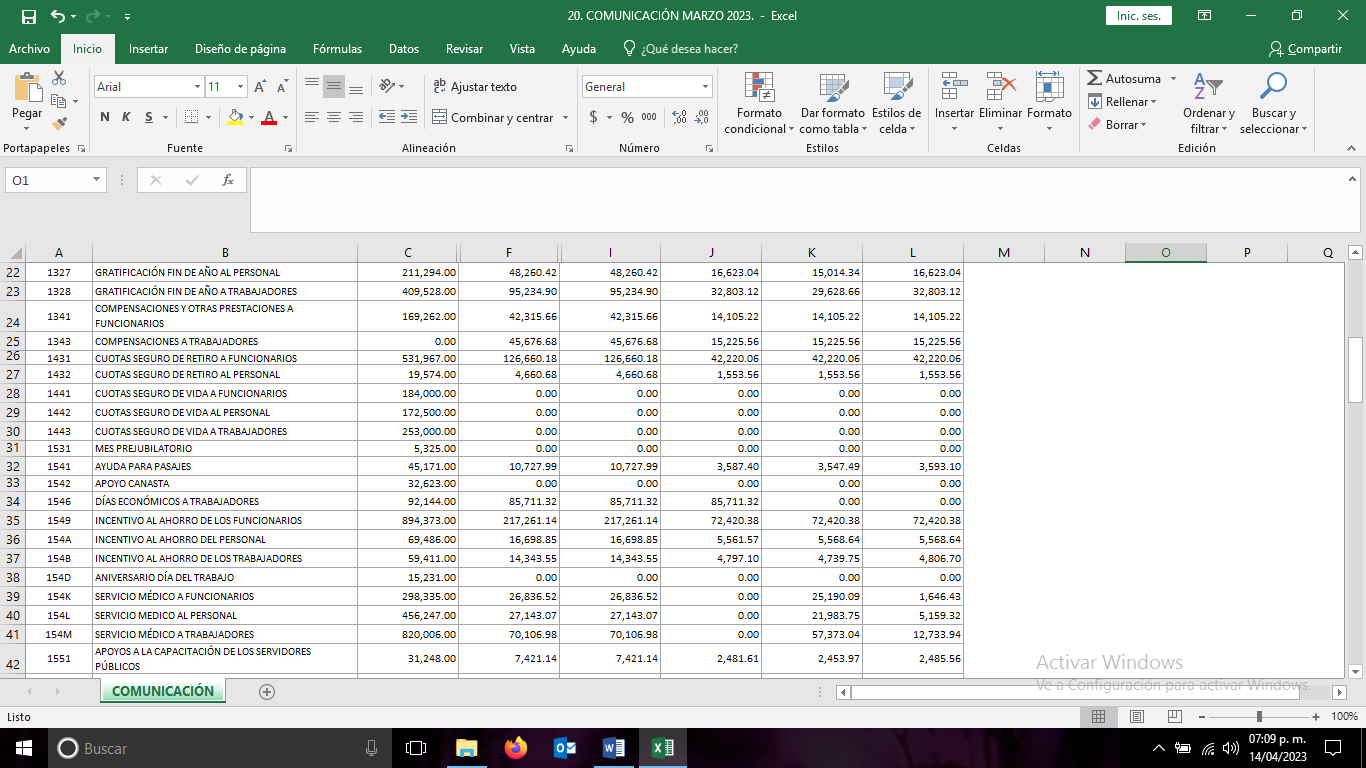 20. COMUNICACIÓN MARZO 2023. - Excel
Inic. ses.
Archivo Inicio Insertar Diseño de página Fórmulas Datos Revisar Vista Ayuda ¿Qué desea hacer? Compartir
Pegar
Portapapeles
Arial 11
N K S
Fuente
Ajustar texto
Combinar y centrar
Alineación
General
$ % 000
Número
Formato condicional
Dar formato como tabla
Estilos de celda
Estilos
Insertar Eliminar Formato
Celdas
Autosuma
Rellenar
Borrar
Ordenar y filtrar
Buscar y seleccionar
Edición
O1 fx
A B C F I J K L M N O P Q
22 1327 GRATIFICACIÓN FIN DE AÑO AL PERSONAL 211,294.00 48,260.42 48,260.42 16,623.04 15,014.34 16,623.04
23 1328 GRATIFICACIÓN FIN DE AÑO A TRABAJADORES 409,528.00 95,234.90 95,234.90 32,803.12 29,628.66 32,803.12
24 1341 COMPENSACIONES Y OTRAS PRESTACIONES A FUNCIONARIOS 169,262.00 42,315.66 42,315.66 14,105.22 14,105.22 14,105.22
25 1343 COMPENSACIONES A TRABAJADORES 0.00 45,676.68 45,676.68 15,225.56 15,225.56 15,225.56
26 1431 CUOTAS SEGURO DE RETIRO A FUNCIONARIOS 531,967.00 126,660.18 126,660.18 42,220.06 42,220.06 42,220.06
27 1432 CUOTAS SEGURO DE RETIRO AL PERSONAL 19,574.00 4,660.68 4,660.68 1,553.56 1,553.56 1,553.56
28 1441 CUOTAS SEGURO DE VIDA A FUNCIONARIOS 184,000.00 0.00 0.00 0.00 0.00 0.00
29 1442 CUOTAS SEGURO DE VIDA AL PERSONAL 172,500.00 0.00 0.00 0.00 0.00 0.00
30 1443 CUOTAS SEGURO DE VIDA A TRABAJADORES 253,000.00 0.00 0.00 0.00 0.00 0.00
31 1531 MES PREJUBILATORIO 5,325.00 0.00 0.00 0.00 0.00 0.00
32 1541 AYUDA PARA PASAJES 45,171.00 10,727.99 10,727.99 3,587.40 3,547.49 3,593.10
33 1542 APOYO CANASTA 32,623.00 0.00 0.00 0.00 0.00 0.00
34 1546 DÍAS ECONÓMICOS A TRABAJADORES 92,144.00 85,711.32 85,711.32 85,711.32 0.00 0.00
35 1549 INCENTIVO AL AHORRO DE LOS FUNCIONARIOS 894,373.00 217,261.14 217,261.14 72,420.38 72,420.38 72,420.38
36 154A INCENTIVO AL AHORRO DEL PERSONAL 69,486.00 16,698.85 16,698.85 5,561.57 5,568.64 5,568.64
37 154B INCENTIVO AL AHORRO DE LOS TRABAJADORES 59,411.00 14,343.55 14,343.55 4,797.10 4,739.75 4,806.70
38 154D ANIVERSARIO DÍA DEL TRABAJO 15,231.00 0.00 0.00 0.00 0.00 0.00
39 154K SERVICIO MÉDICO A FUNCIONARIOS 298,335.00 26,836.52 26,836.52 0.00 25,190.09 1,646.43
40 154L SERVICIO MEDICO AL PERSONAL 456,247.00 27,143.07 27,143.07 0.00 21,983.75 5,159.32
41 154M SERVICIO MÉDICO A TRABAJADORES 820,006.00 70,106.98 70,106.98 0.00 57,373.04 12,733.94
42 1551 APOYOS A LA CAPACITACIÓN DE LOS SERVIDORES PÚBLICOS 31,248.00 7,421.14 7,421.14 2,481.61 2,453.97 2,485.56
Activar Windows
Ve a Configuración para activar Windows.
COMUNICACIÓN
Listo 100%
Buscar
07:09 p. m.
14/04/2023